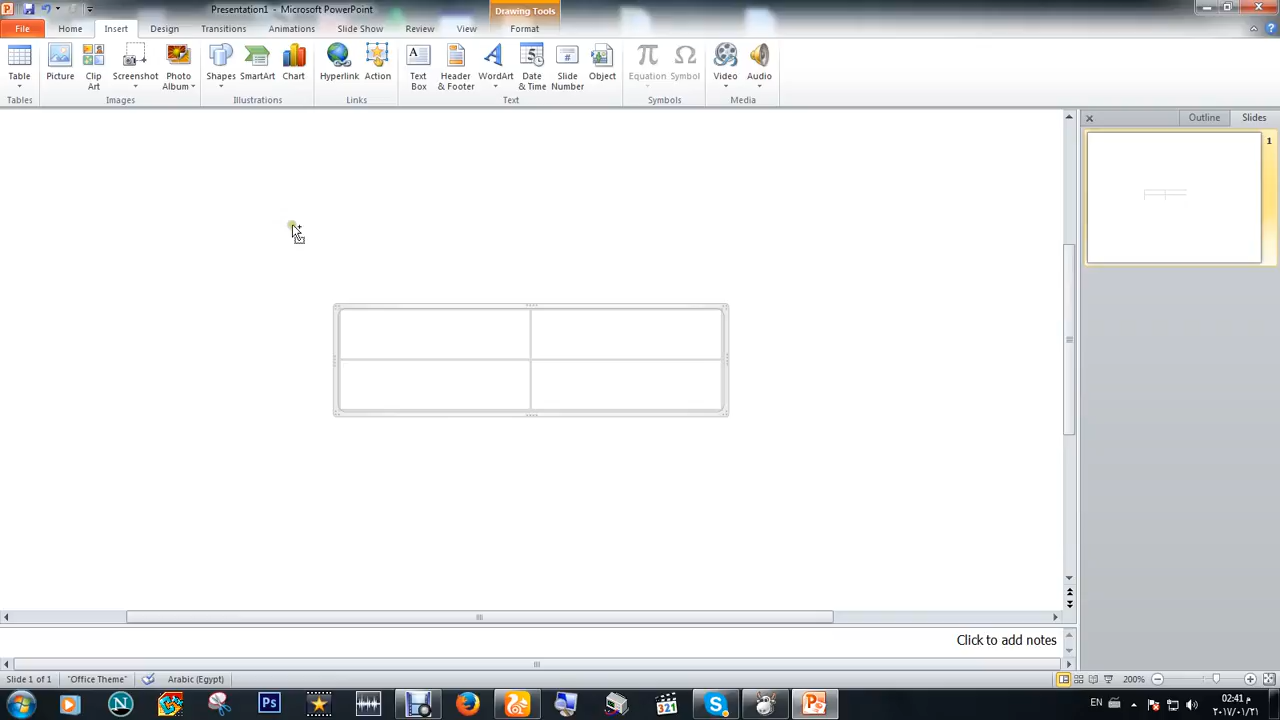 Presentation1 - Microsoft PowerPoint
Drawing Tools
File Home Insert Design Transitions Animations Slide Show Review View Format
Table Picture Clip Art Screenshot Photo Album Shapes SmartArt Chart Hyperlink Action Text Box Header & Footer WordArt Date & Time Slide Number Object Equation Symbol Video Audio
Tables Images Illustrations Links Text Symbols Media
Outline Slides
1
Click to add notes
Slide 1 of 1 "Office Theme" Arabic (Egypt) 200%
EN
02:41 م
٢٠١٧/٠١/٢١